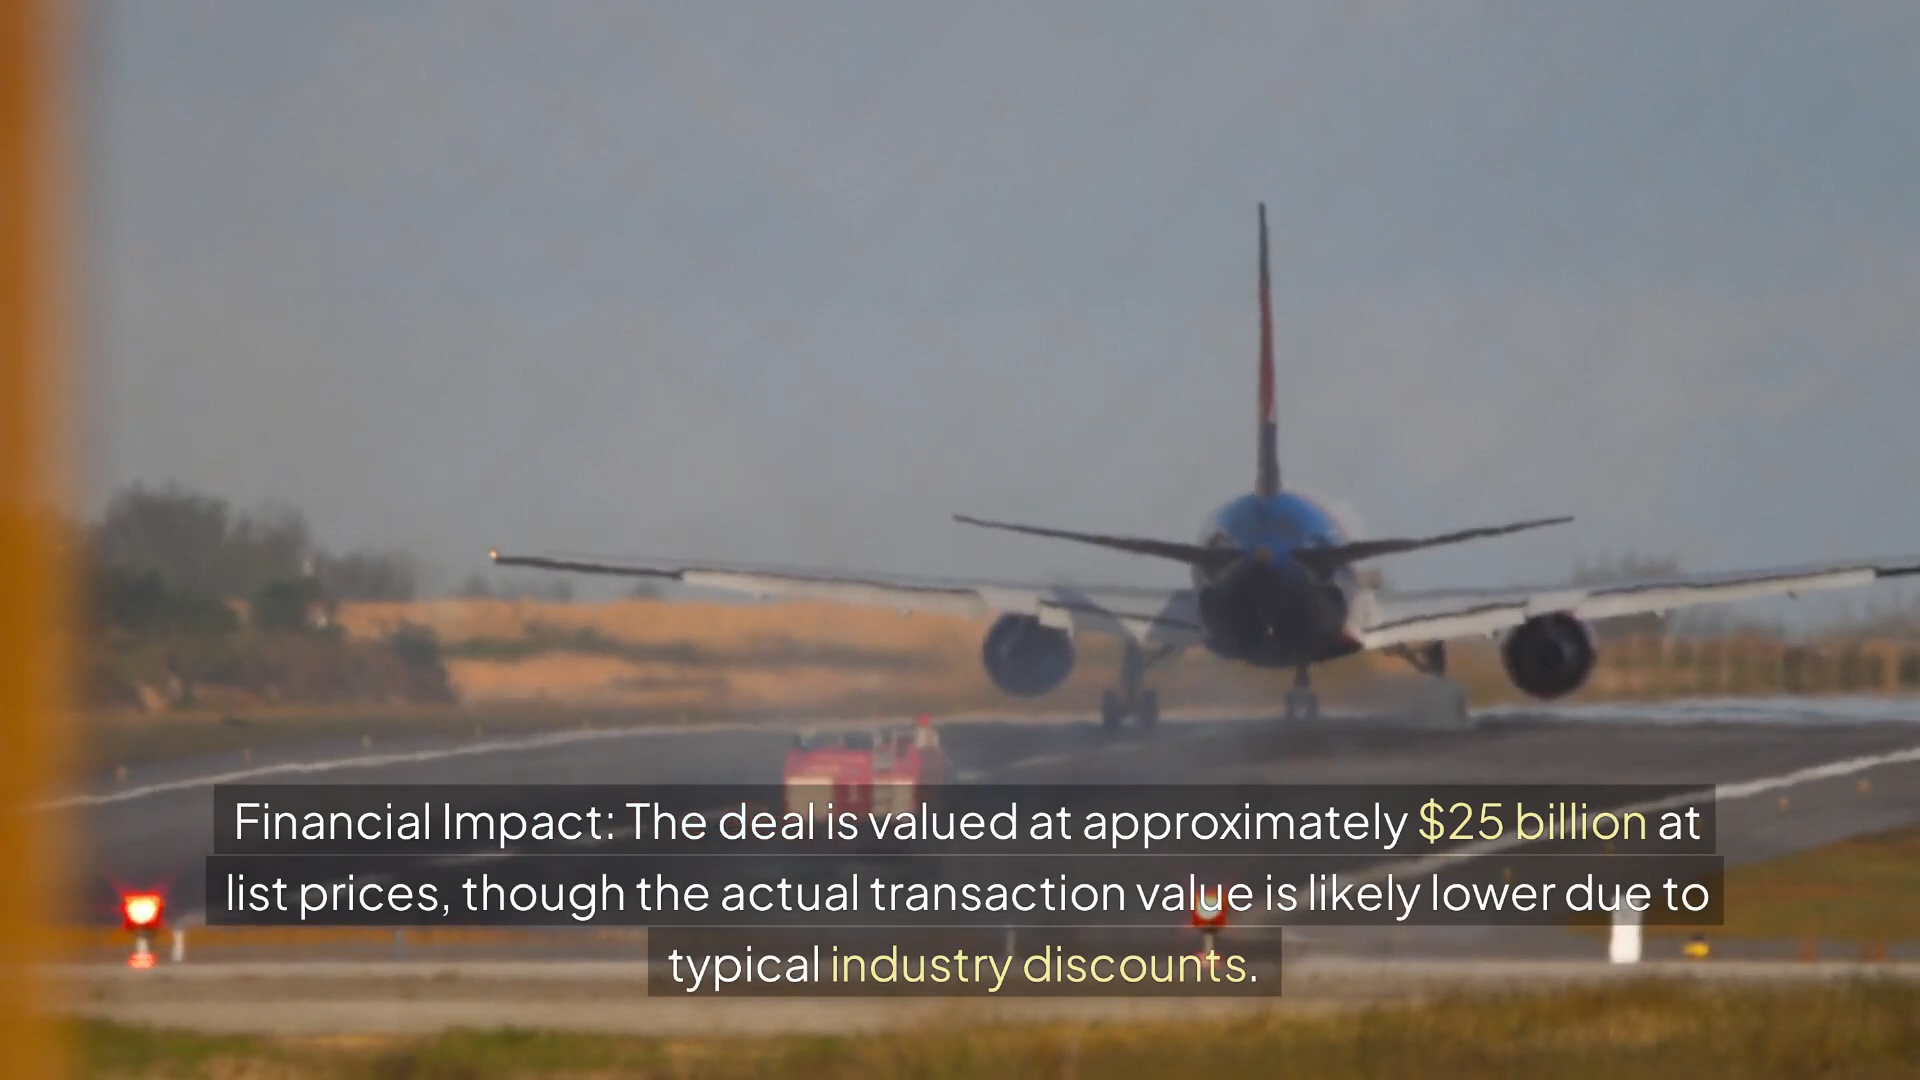 Financial Impact: The deal is valued at approximately $25 billion at
list prices, though the actual transaction value is likely lower due to
typical industry discounts.